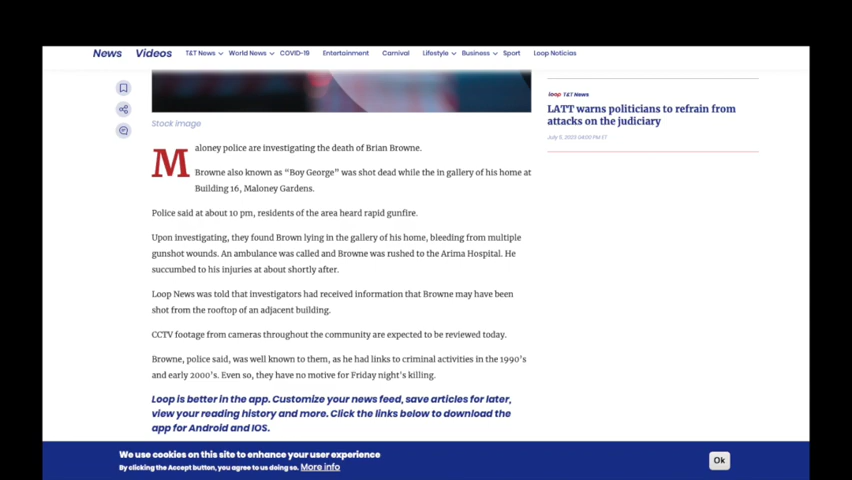 News Videos T&T News World News COVID-19 Entertainment Carnival Lifestyle Business Sport Loop Noticias
Stock image
Maloney police are investigating the death of Brian Browne.
Browne also known as “Boy George” was shot dead while the in gallery of his home at
Building 16, Maloney Gardens.
Police said at about 10 pm, residents of the area heard rapid gunfire.
Upon investigating, they found Brown lying in the gallery of his home, bleeding from multiple
gunshot wounds. An ambulance was called and Browne was rushed to the Arima Hospital. He
succumbed to his injuries at about shortly after.
Loop News was told that investigators had received information that Browne may have been
shot from the rooftop of an adjacent building.
CCTV footage from cameras throughout the community are expected to be reviewed today.
Browne, police said, was well known to them, as he had links to criminal activities in the 1990’s
and early 2000’s. Even so, they have no motive for Friday night’s killing.
Loop is better in the app. Customize your news feed, save articles for later,
view your reading history and more. Click the links below to download the
app for Android and IOS.
loop T&T News
LATT warns politicians to refrain from
attacks on the judiciary
July 5, 2023 04:00 PM ET
We use cookies on this site to enhance your user experience
By clicking the Accept button, you agree to us doing so. More info
Ok